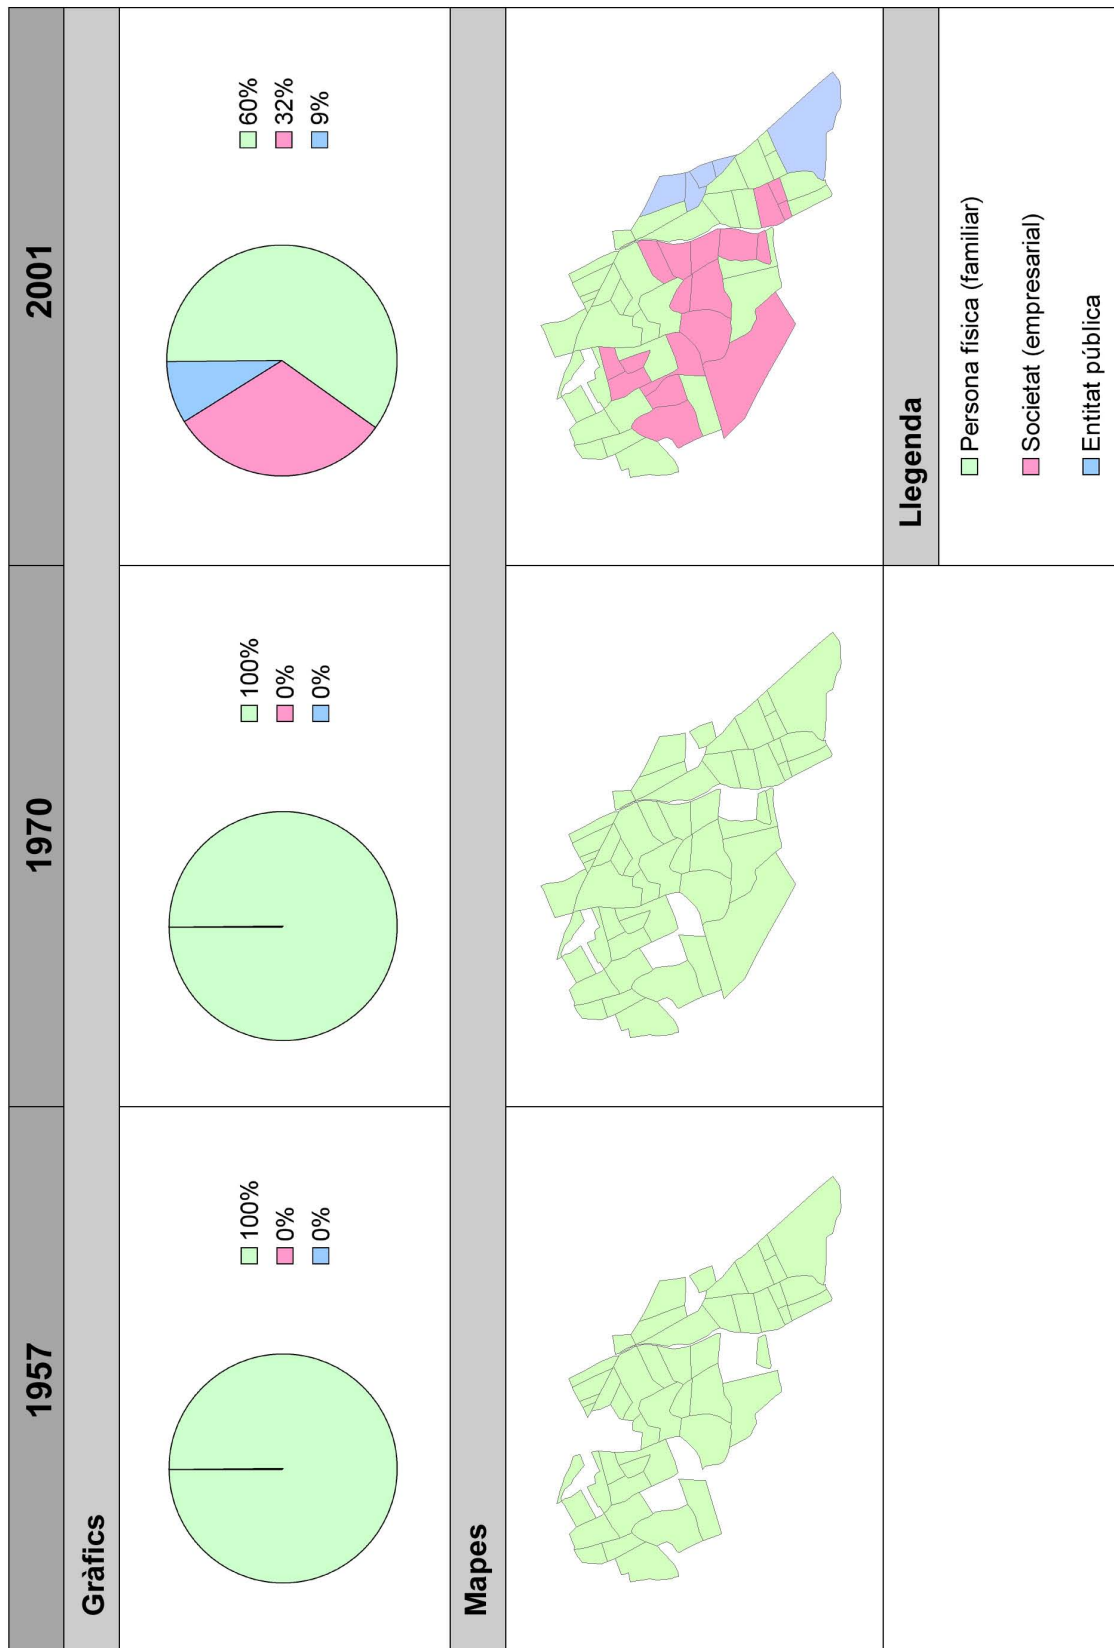 1957
1970
2001
Gràfics
100%
0%
0%
100%
0%
0%
60%
32%
9%
Mapes
Llegenda
Persona física (familiar)
Societat (empresarial)
Entitat pública